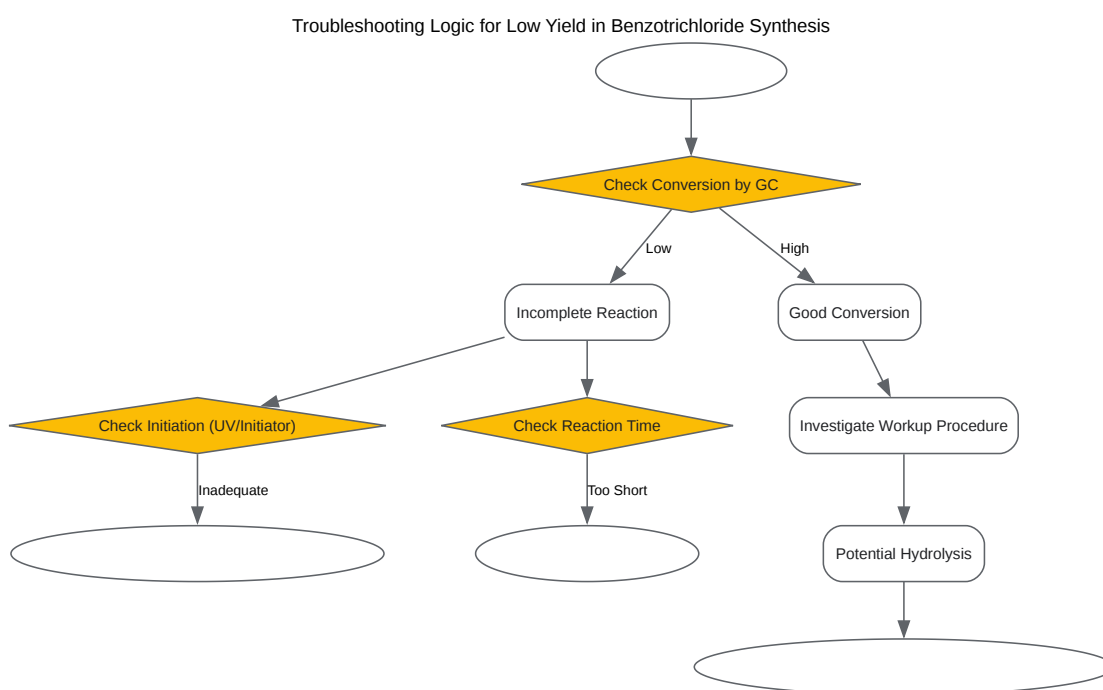 Troubleshooting Logic for Low Yield in Benzotrichloride Synthesis
Check Conversion by GC
Low
High
Incomplete Reaction
Good Conversion
Check Initiation (UV/Initiator)
Check Reaction Time
Investigate Workup Procedure
Inadequate
Too Short
Potential Hydrolysis